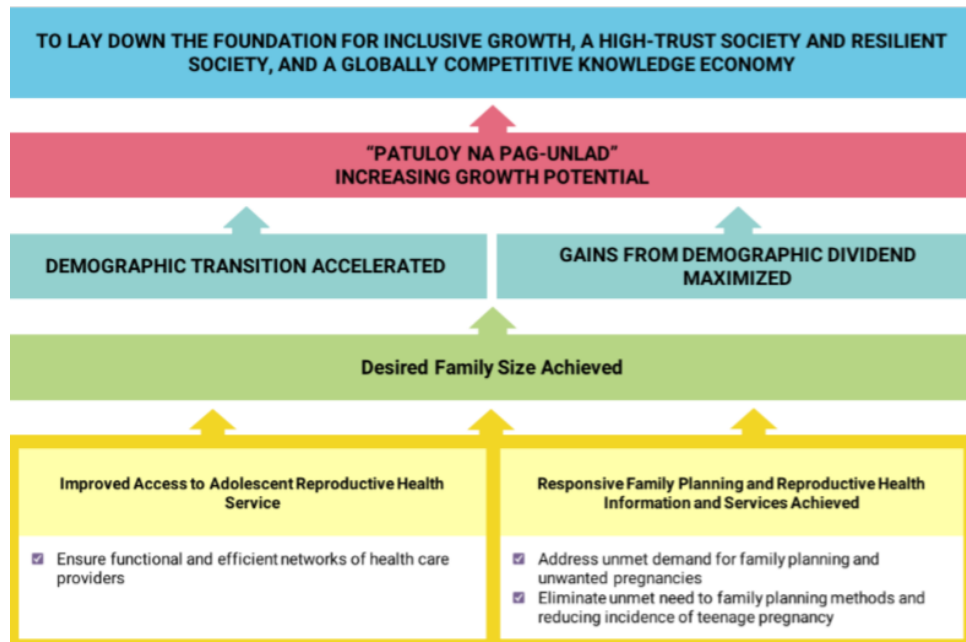 TO LAY DOWN THE FOUNDATION FOR INCLUSIVE GROWTH, A HIGH-TRUST SOCIETY AND RESILIENT
SOCIETY, AND A GLOBALLY COMPETITIVE KNOWLEDGE ECONOMY
“PATULOY NA PAG-UNLAD”
INCREASING GROWTH POTENTIAL
DEMOGRAPHIC TRANSITION ACCELERATED
GAINS FROM DEMOGRAPHIC DIVIDEND
MAXIMIZED
Desired Family Size Achieved
Improved Access to Adolescent Reproductive Health
Service
Ensure functional and efficient networks of health care
providers
Responsive Family Planning and Reproductive Health
Information and Services Achieved
Address unmet demand for family planning and
unwanted pregnancies
Eliminate unmet need to family planning methods and
reducing incidence of teenage pregnancy